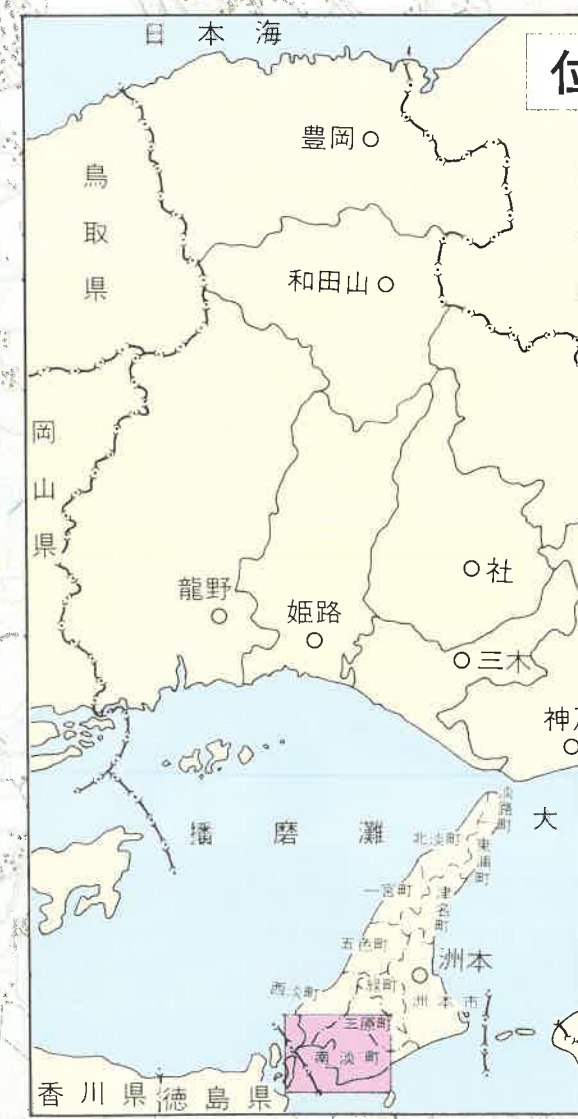 日本海
位
豊岡
鳥取県
和田山
岡山県
社
龍野
姫路
三木
神戸
淡路町
大
播磨灘
北淡町
東浦町
一宮町
津名町
五色町
洲本
緑町
西淡町
洲本市
三原町
南淡町
香川県
徳島県